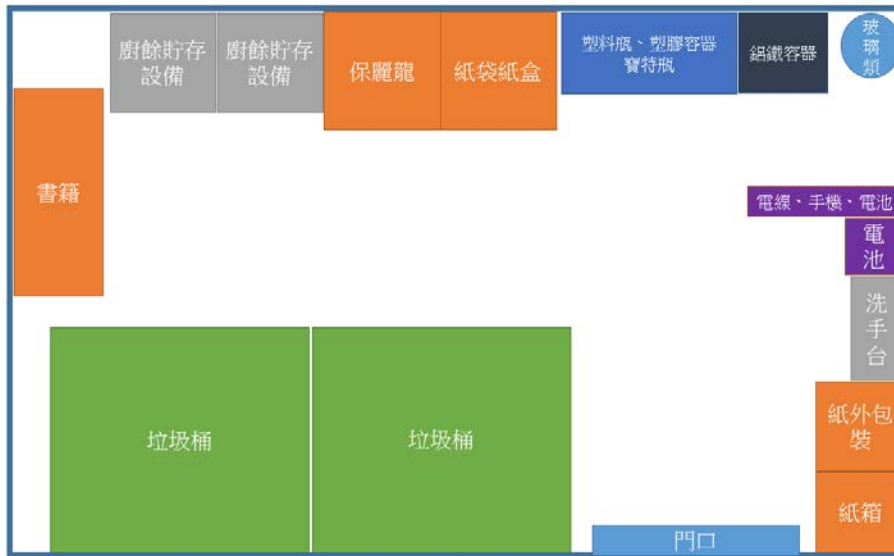 廚餘貯存
設備
廚餘貯存
設備
保麗龍
紙袋紙盒
塑料瓶、塑膠容器
寶特瓶
鋁鐵容器
玻
璃
類
書籍
電線、手機、電池
電
池
洗
手
台
垃圾桶
垃圾桶
紙外包
裝
紙箱
門口